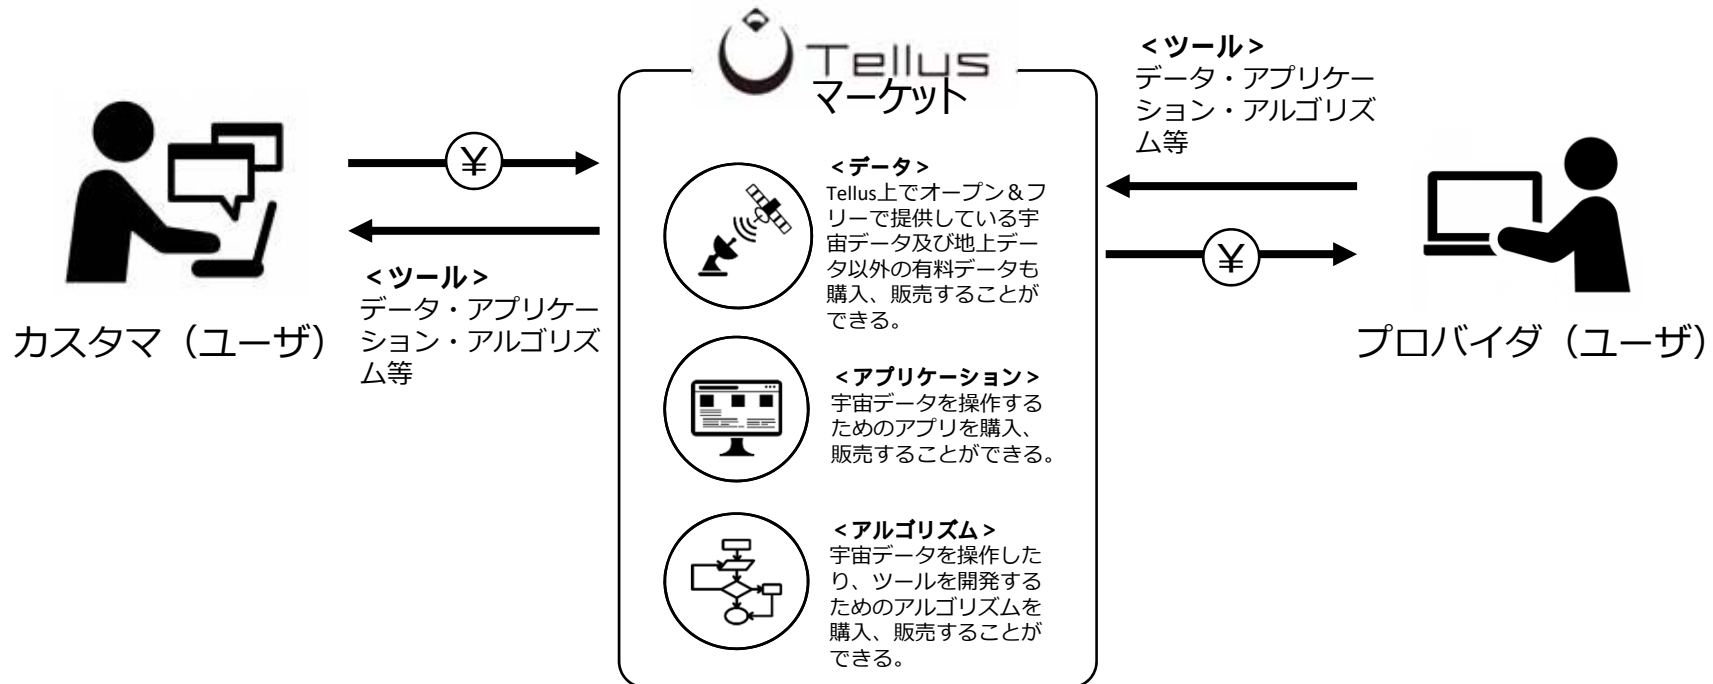 Tellus
マーケット
<ツール>
データ・アプリケー
ション・アルゴリズ
ム等
¥
<データ>
Tellus上でオープン＆フ
リーで提供している宇
宙データ及び地上デー
タ以外の有料データも
購入、販売することが
できる。
¥
<ツール>
データ・アプリケー
ション・アルゴリズ
ム等
カスタマ（ユーザ）
プロバイダ（ユーザ）
<アプリケーション>
宇宙データを操作する
ためのアプリを購入、
販売することができる。
<アルゴリズム>
宇宙データを操作した
り、ツールを開発する
ためのアルゴリズムを
購入、販売することが
できる。